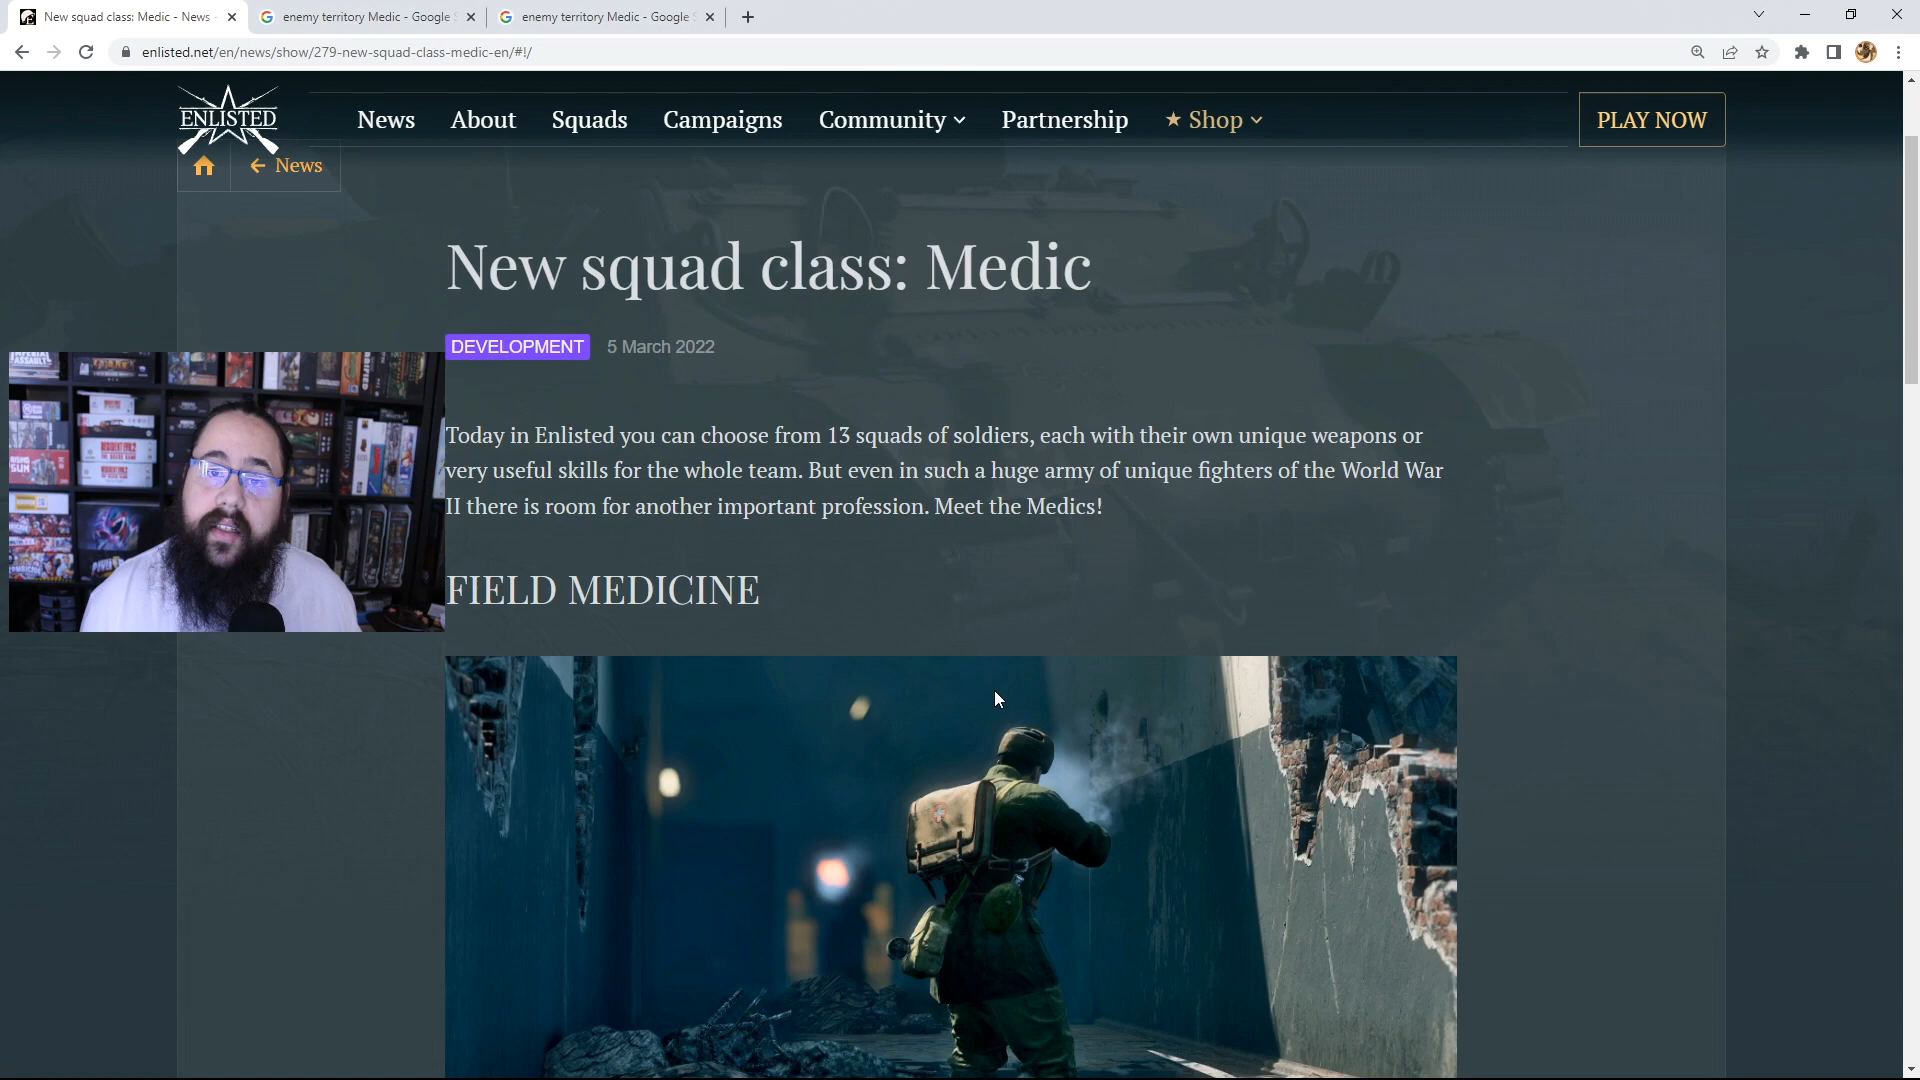 New squad class: Medic - News -
enemy territory Medic - Google S
enemy territory Medic - Google S
enlisted.net/en/news/show/279-new-squad-class-medic-en/#!/
ENLISTED
News
About
Squads
Campaigns
Community
Partnership
Shop
PLAY NOW
News
New squad class: Medic
DEVELOPMENT
5 March 2022
Today in Enlisted you can choose from 13 squads of soldiers, each with their own unique weapons or
very useful skills for the whole team. But even in such a huge army of unique fighters of the World War
II there is room for another important profession. Meet the Medics!
FIELD MEDICINE
IMPERIAL
ASSAULT
RISING
SUN